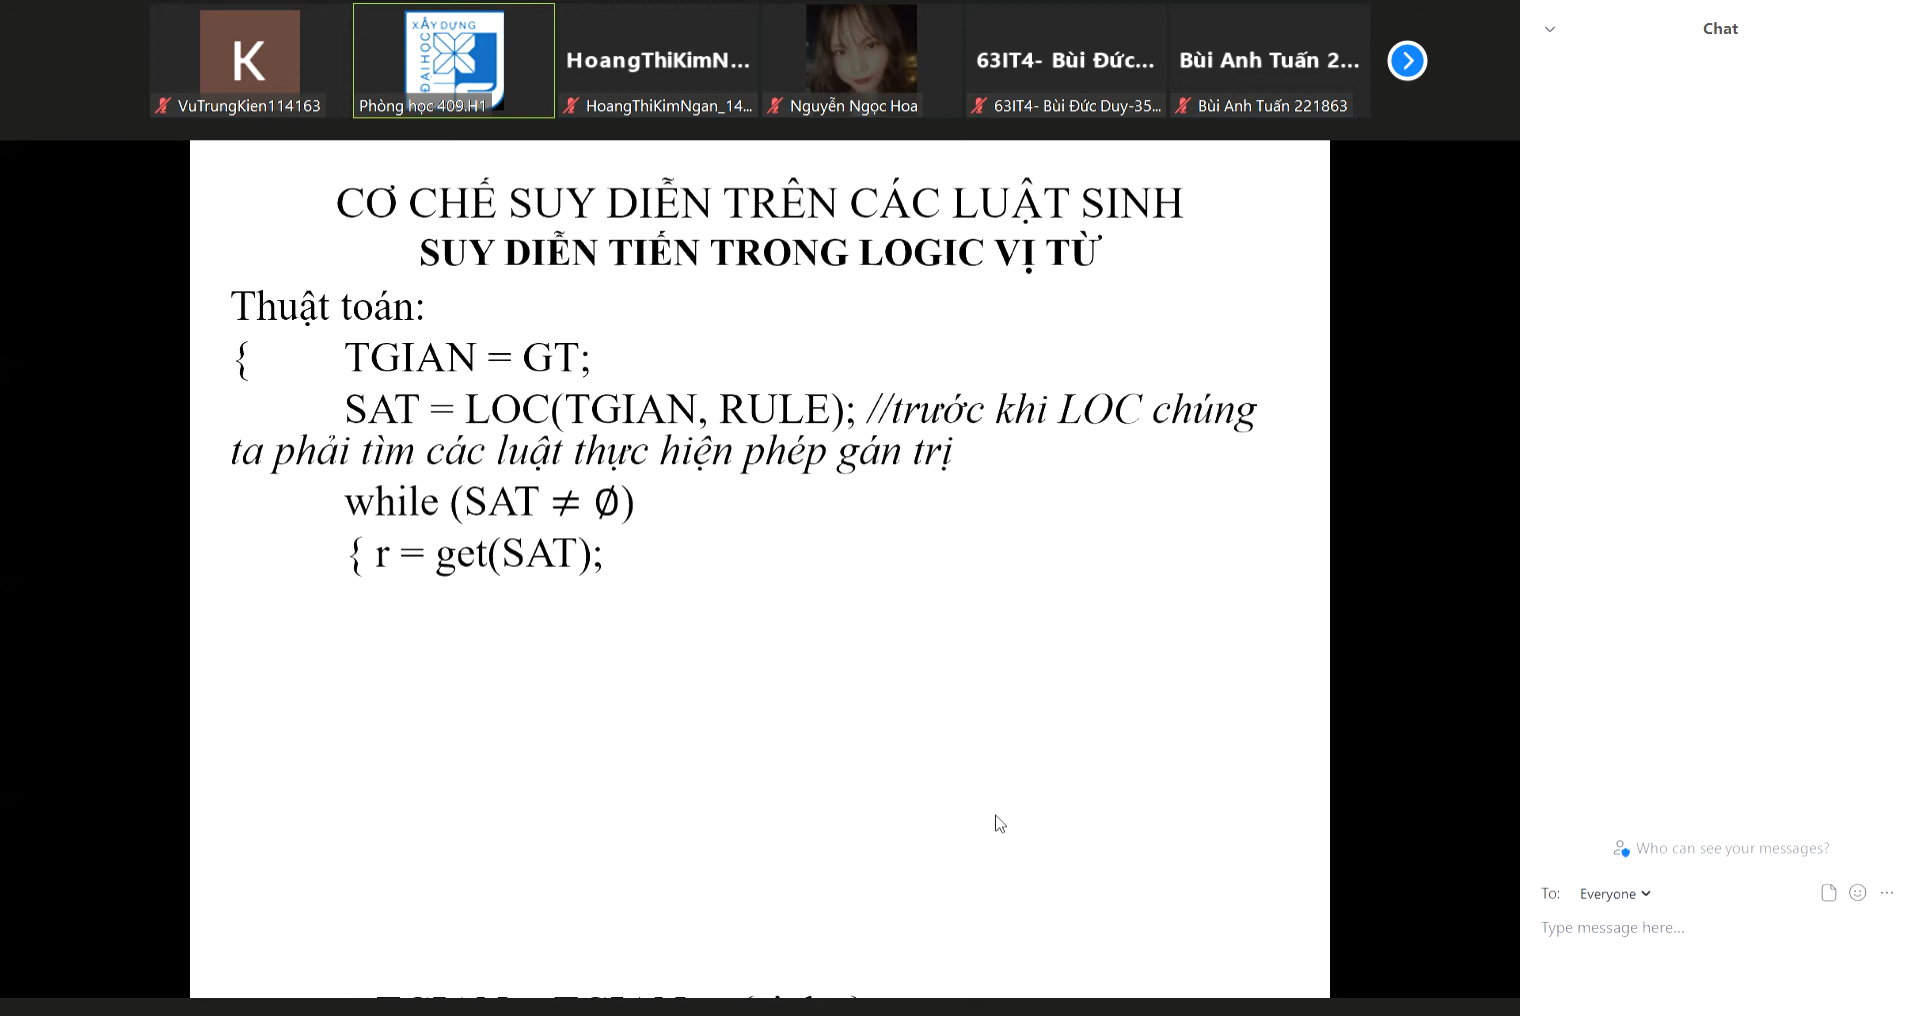 XÂY DỰNG
ĐẠI HỌC
K
HoangThiKimN...
63IT4- Bùi Đức...
Bùi Anh Tuấn 2...
VuTrungKien114163
Phòng học 409.H1
HoangThiKimNgan_14...
Nguyễn Ngọc Hoa
63IT4- Bùi Đức Duy-35...
Bùi Anh Tuấn 221863
CƠ CHẾ SUY DIỄN TRÊN CÁC LUẬT SINH
SUY DIỄN TIẾN TRONG LOGIC VỊ TỪ
Thuật toán:
{ TGIAN = GT;
SAT = LOC(TGIAN, RULE); //trước khi LOC chúng
ta phải tìm các luật thực hiện phép gán trị
while (SAT ≠ ∅)
{ r = get(SAT);
Chat
Who can see your messages?
To: Everyone
Type message here...